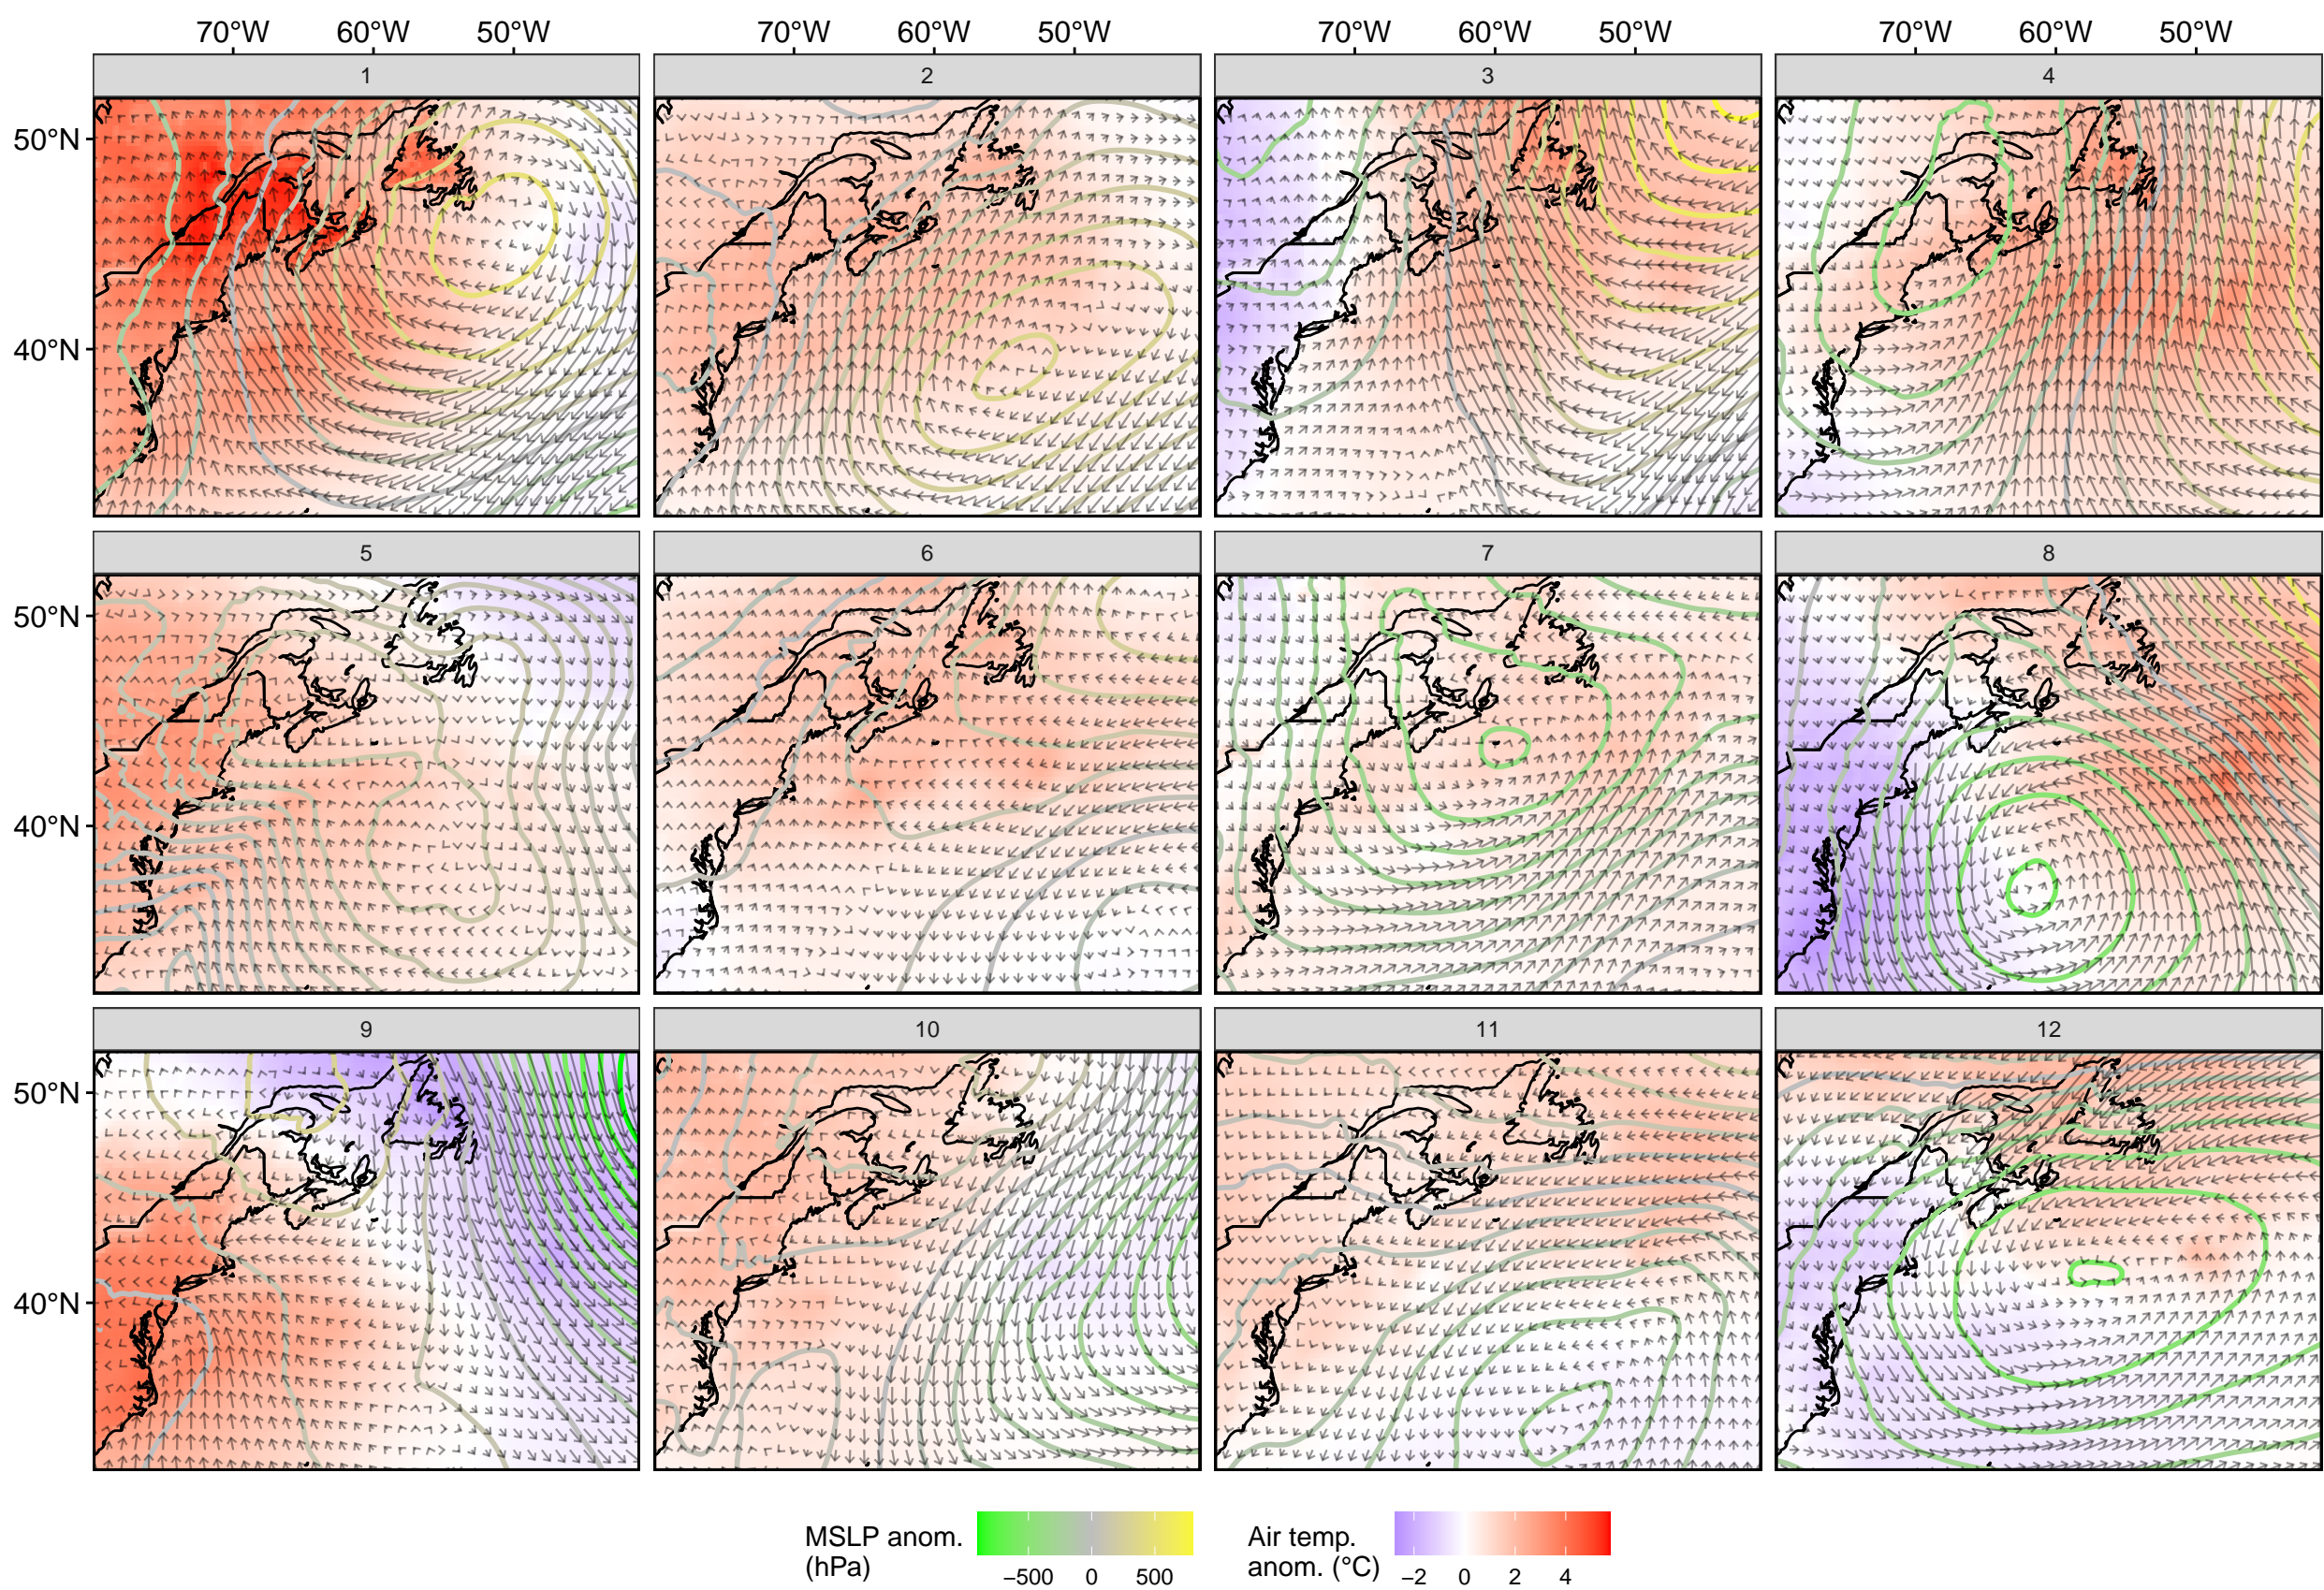 70°W 60°W 50°W 70°W 60°W 50°W 70°W 60°W 50°W 70°W 60°W 50°W
1 2 3 4
50°N
40°N
5 6 7 8
50°N
40°N
9 10 11 12
50°N
40°N
MSLP anom.
(hPa)
−500 0 500
Air temp.
anom. (°C)
−2 0 2 4